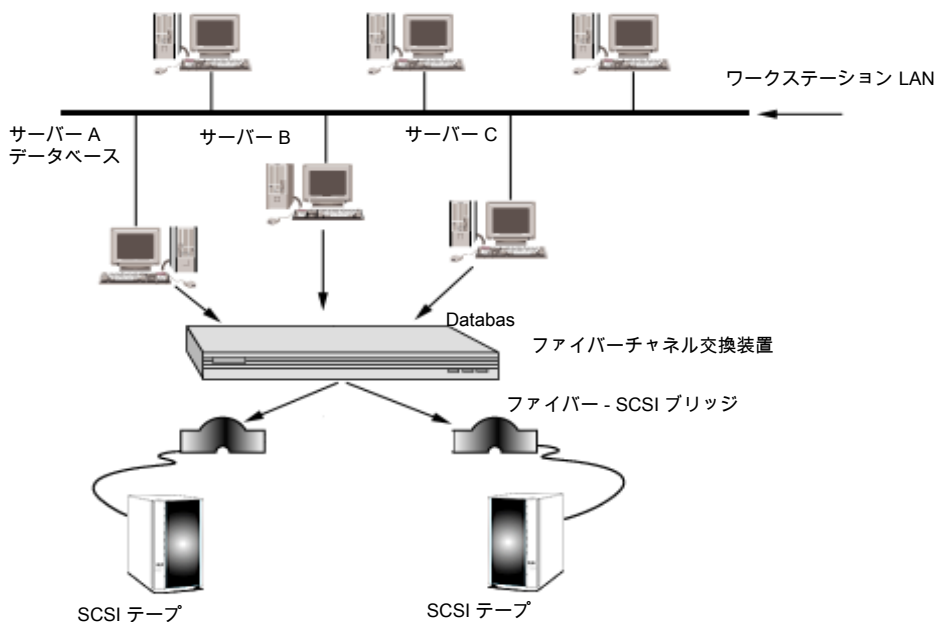 ワークステーション LAN
サーバー A
データベース
サーバー B
サーバー C
Databas
ファイバーチャネル交換装置
ファイバー - SCSI ブリッジ
SCSI テープ
SCSI テープ